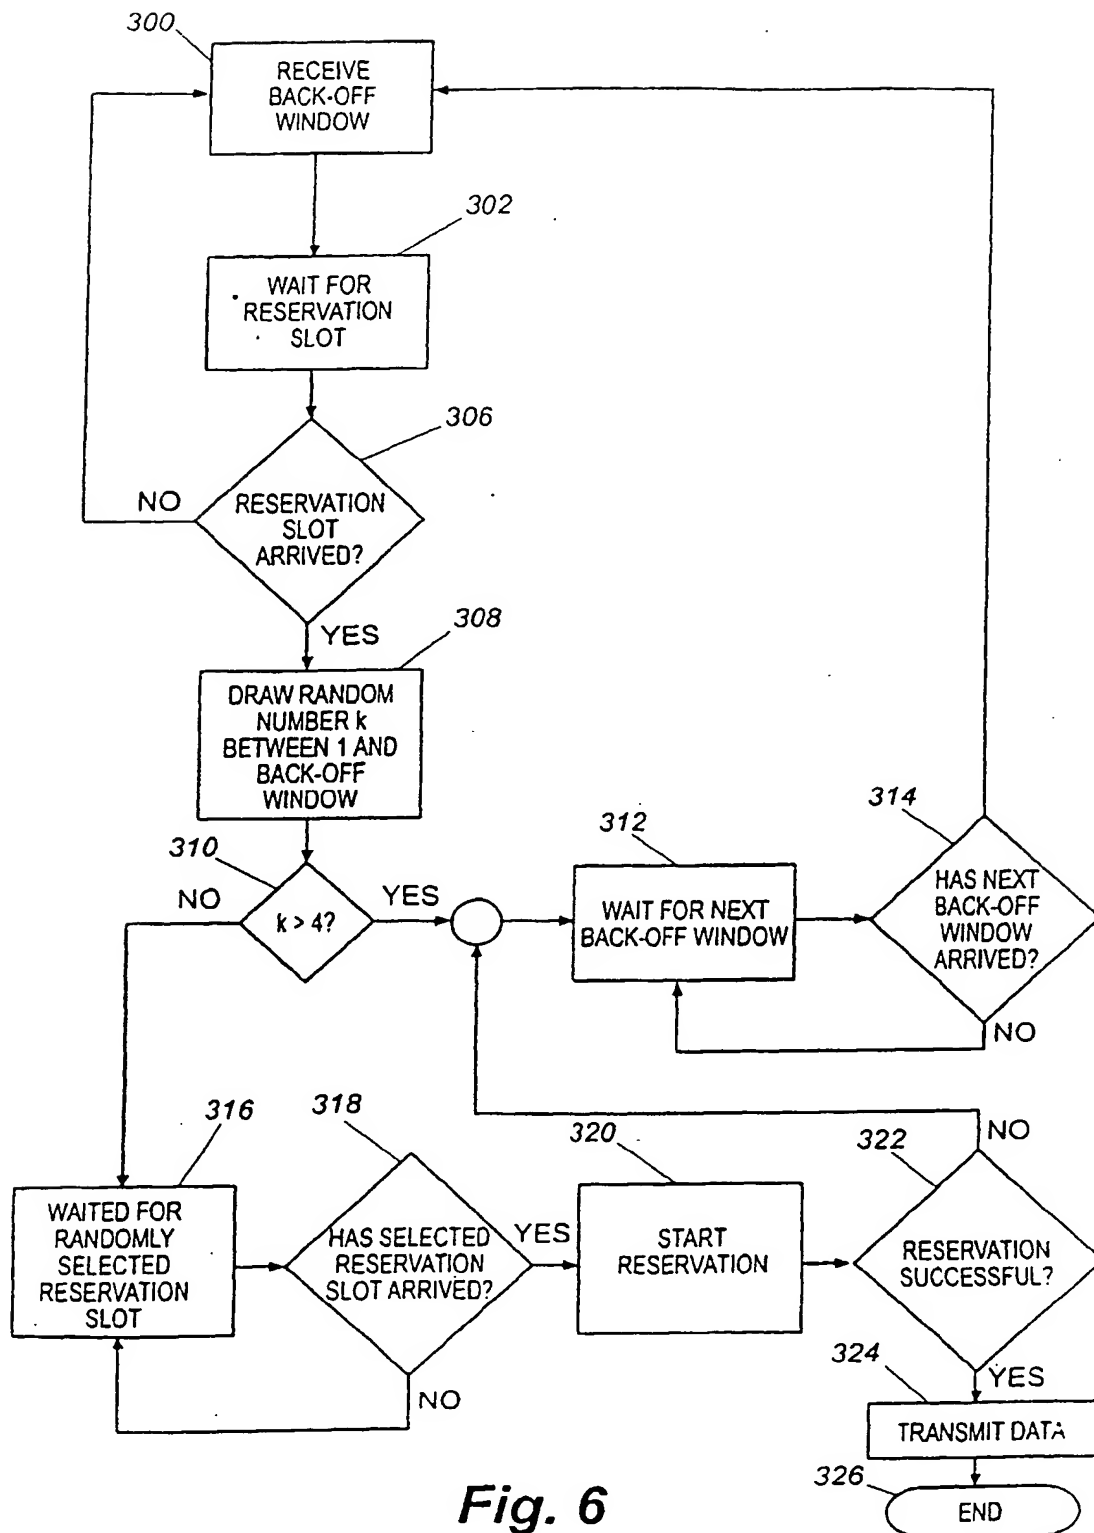 300
RECEIVE
BACK-OFF
WINDOW
302
WAIT FOR
RESERVATION
SLOT
306
RESERVATION
SLOT
ARRIVED?
NO
YES
308
DRAW RANDOM
NUMBER k
BETWEEN 1 AND
BACK-OFF
WINDOW
310
k > 4?
NO
YES
312
WAIT FOR NEXT
BACK-OFF WINDOW
314
HAS NEXT
BACK-OFF
WINDOW
ARRIVED?
NO
316
WAITED FOR
RANDOMLY
SELECTED
RESERVATION
SLOT
318
HAS SELECTED
RESERVATION
SLOT ARRIVED?
YES
NO
320
START
RESERVATION
322
RESERVATION
SUCCESSFUL?
NO
YES
324
TRANSMIT DATA
326
END
Fig. 6